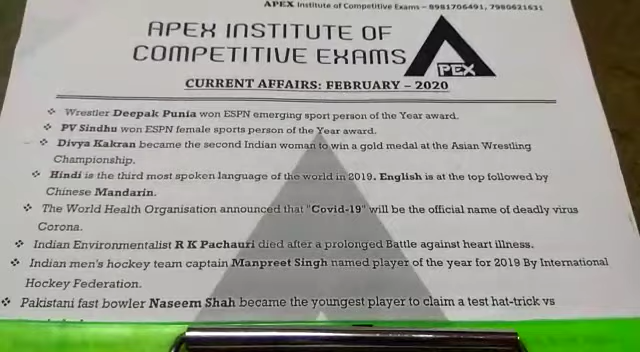 APEX Institute of Competitive Exams – 8981706491, 7980621631
APEX INSTITUTE OF
COMPETITIVE EXAMS
PEX
CURRENT AFFAIRS: FEBRUARY – 2020
❖ Wrestler Deepak Punia won ESPN emerging sport person of the Year award.
❖ PV Sindhu won ESPN female sports person of the Year award.
❖ Divya Kakran became the second Indian woman to win a gold medal at the Asian Wrestling
Championship.
❖ Hindi is the third most spoken language of the world in 2019. English is at the top followed by
Chinese Mandarin.
❖ The World Health Organisation announced that "Covid-19" will be the official name of deadly virus
Corona.
❖ Indian Environmentalist R K Pachauri died after a prolonged Battle against heart illness.
❖ Indian men's hockey team captain Manpreet Singh named player of the year for 2019 By International
Hockey Federation.
❖ Pakistani fast bowler Naseem Shah became the youngest player to claim a test hat-trick vs